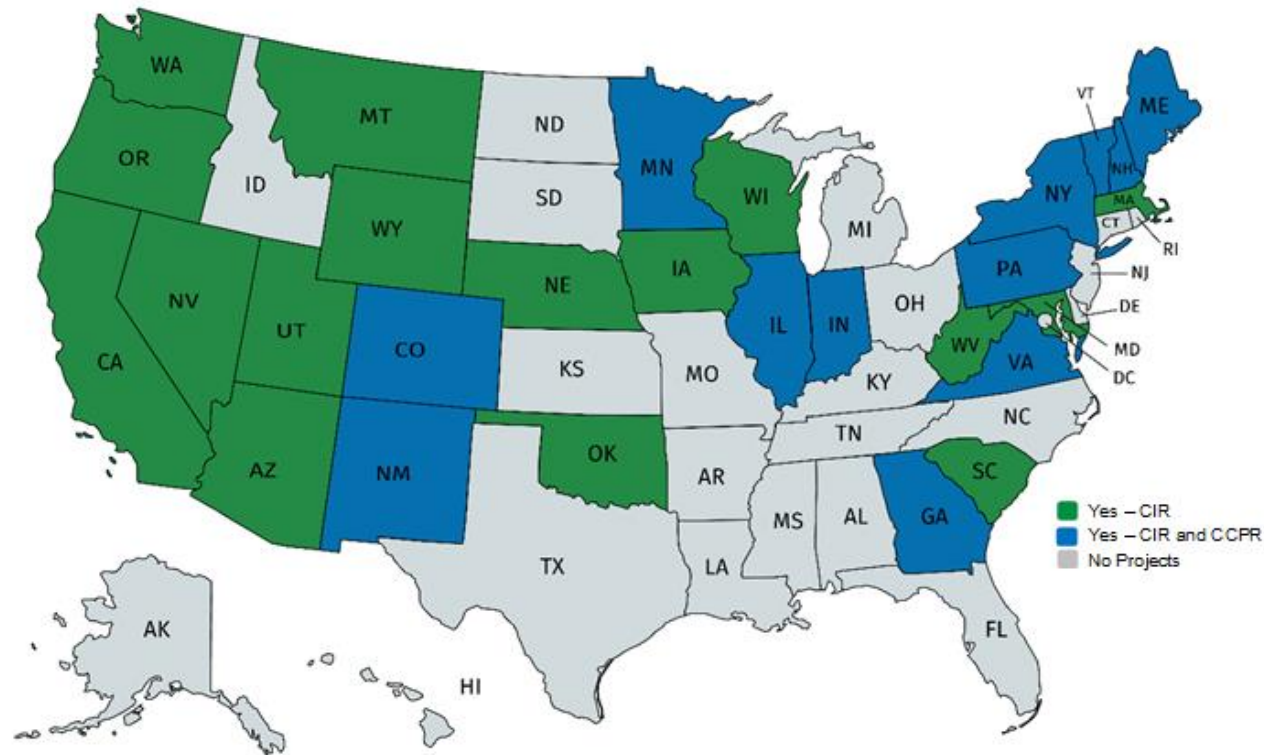 WA
MT
ND
MN
VT
ME
OR
ID
SD
WI
NY
NH
MA
WY
MI
CT
RI
IA
PA
NJ
NE
NV
UT
CO
IL
IN
OH
DE
WV
MD
VA
DC
CA
KS
MO
KY
NC
TN
AZ
NM
OK
AR
SC
MS
AL
GA
TX
LA
Yes – CIR
Yes – CIR and CCPR
No Projects
FL
AK
HI